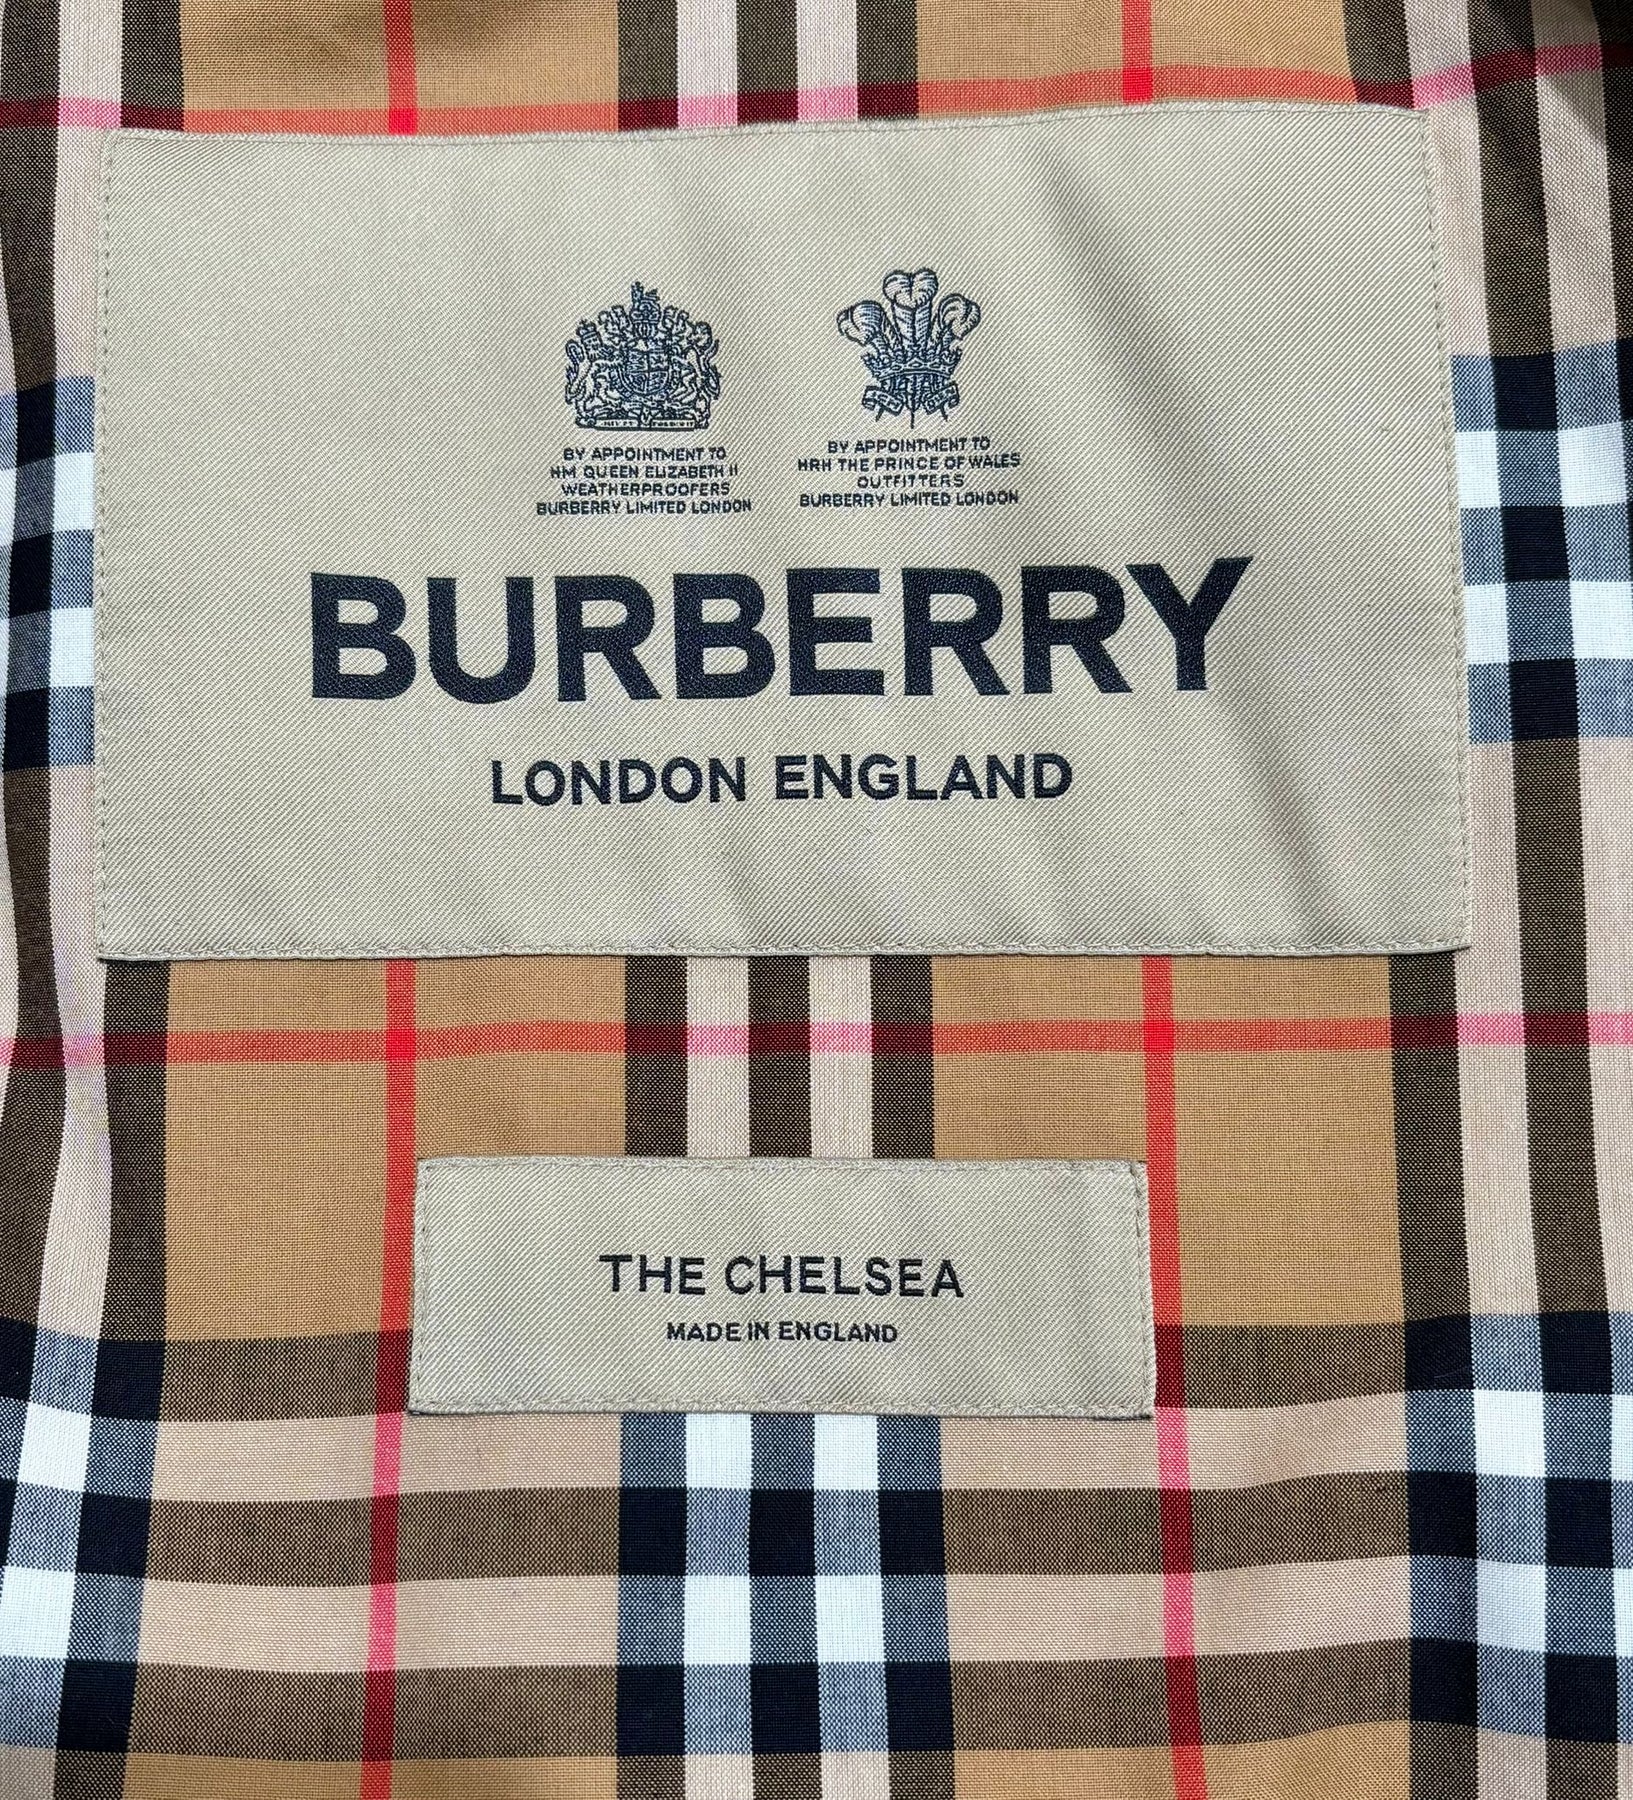 BY APPOINTMENT TO
HM QUEEN ELIZABETH II
WEATHERPROOFERS
BURBERRY LIMITED LONDON
BY APPOINTMENT TO
HRH THE PRINCE OF WALES
OUTFITTERS
BURBERRY LIMITED LONDON
BURBERRY
LONDON ENGLAND
THE CHELSEA
MADE IN ENGLAND